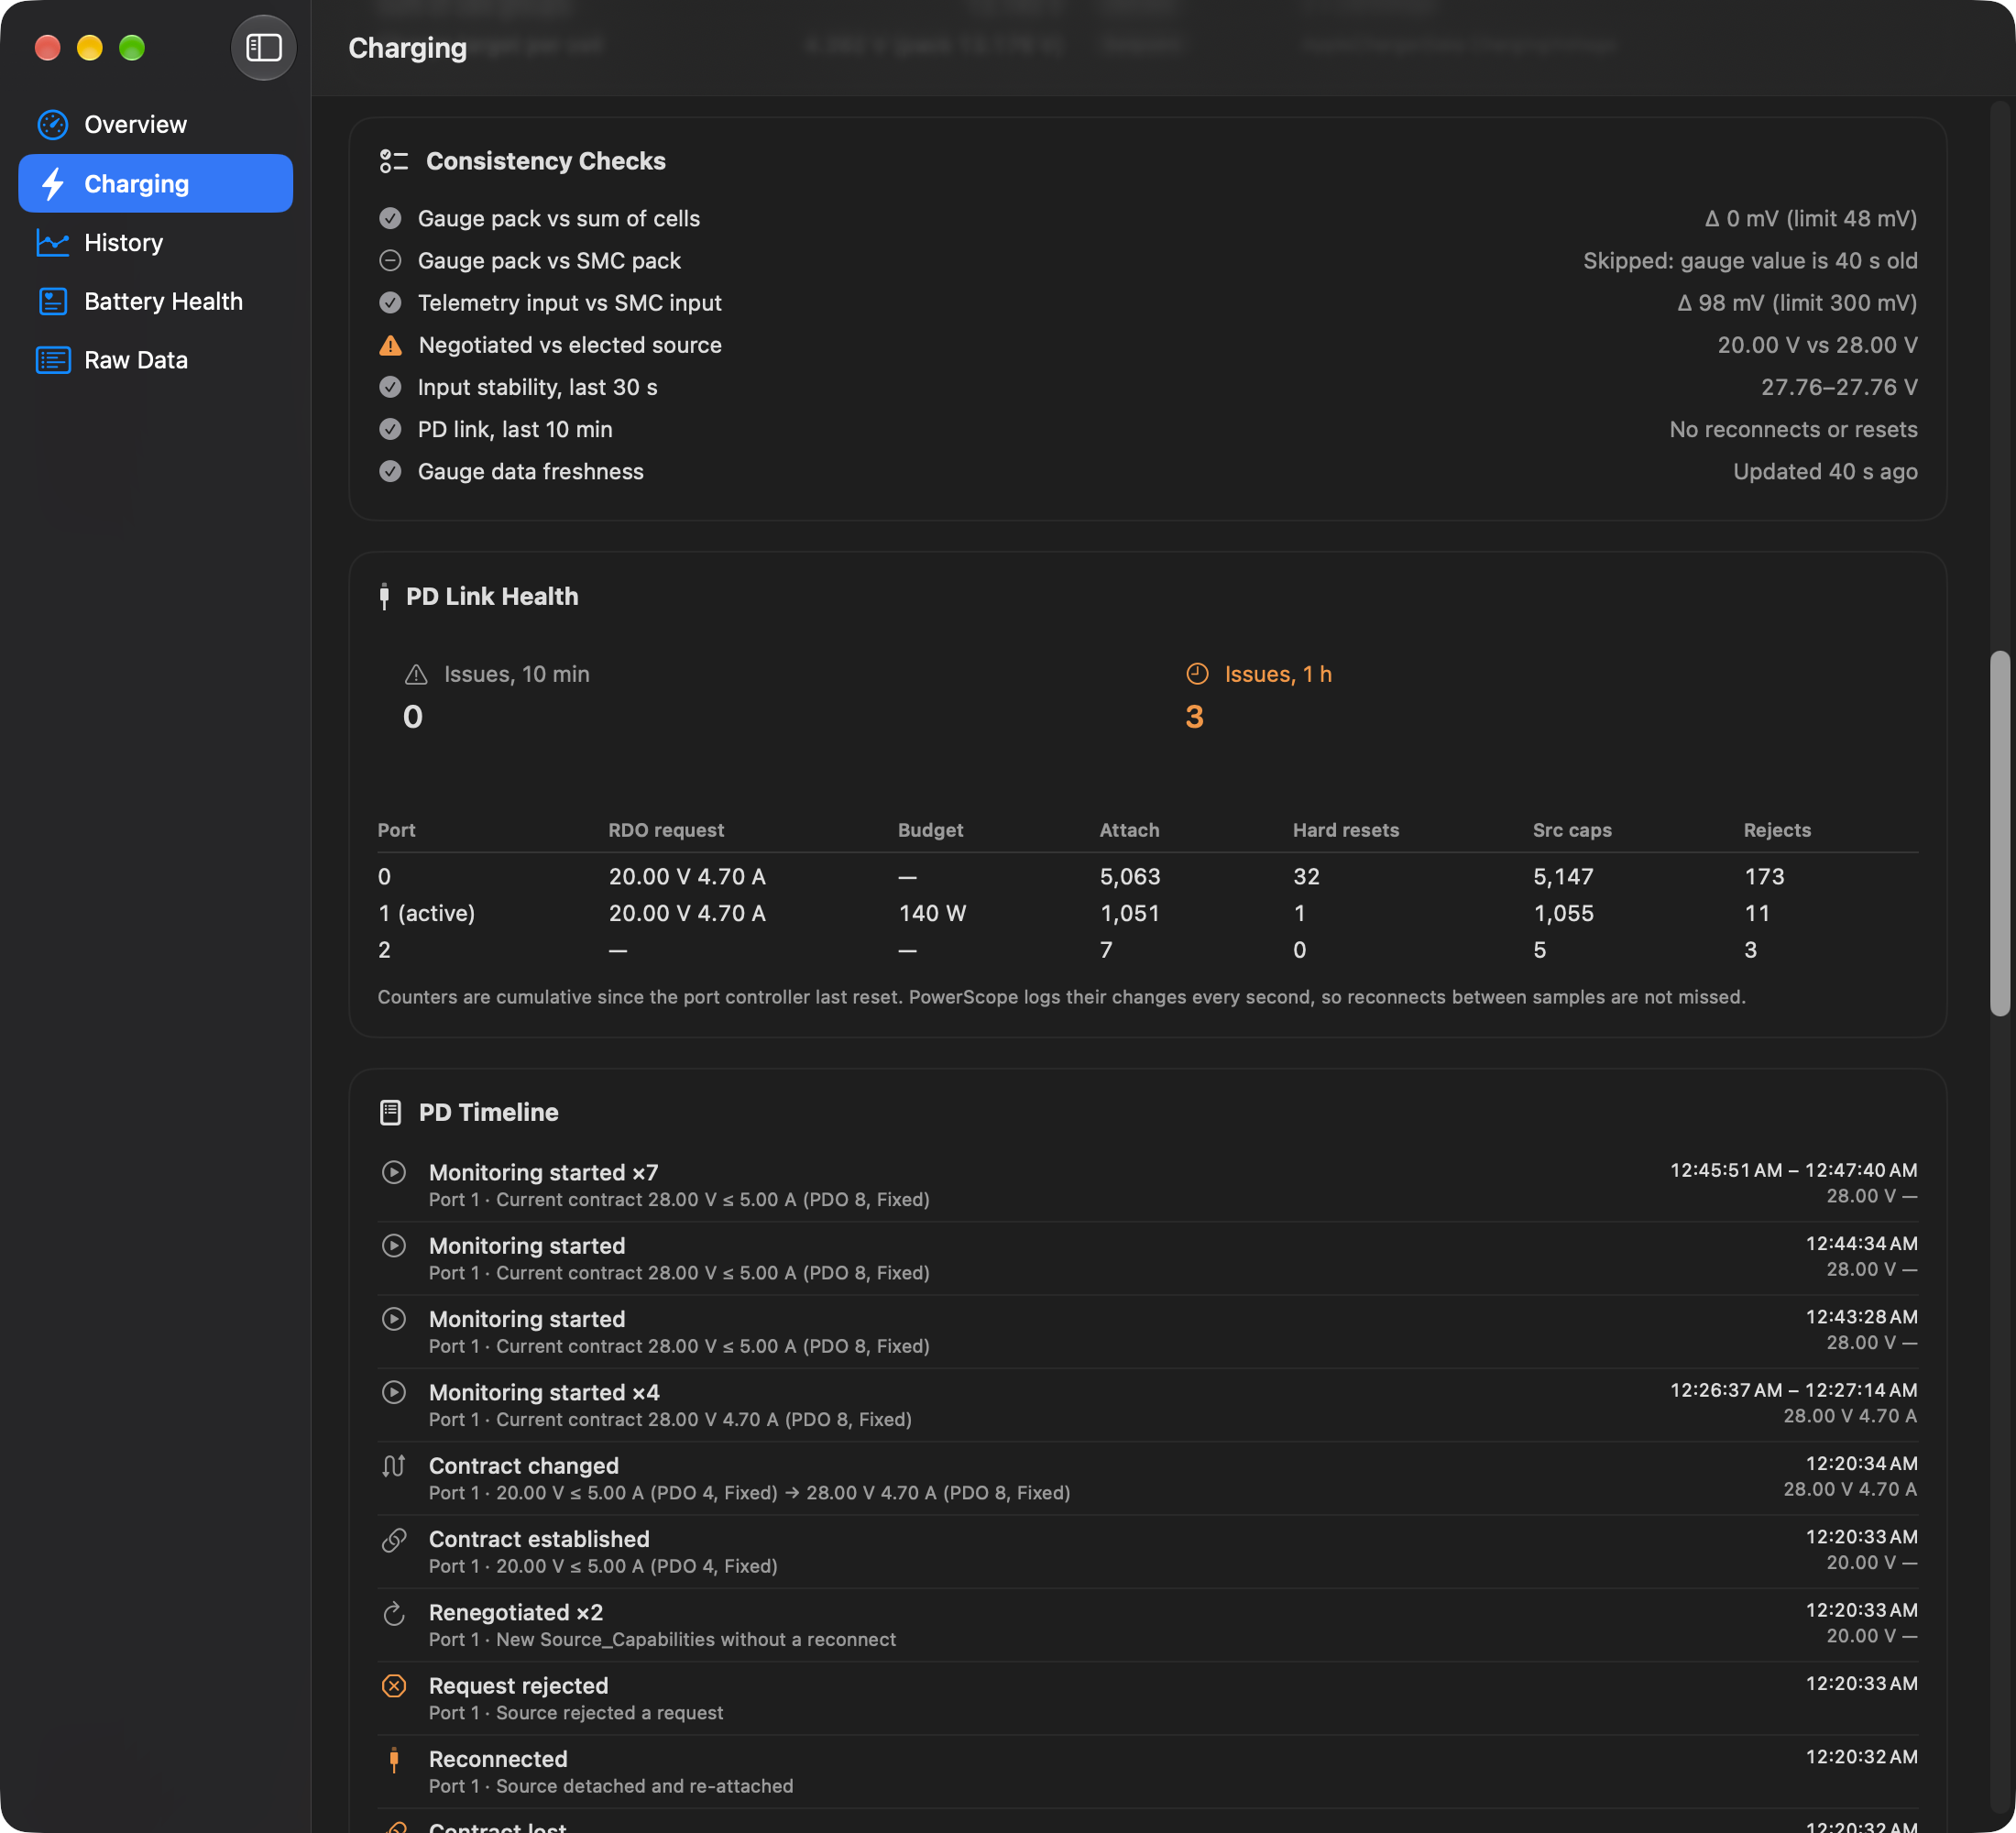 Charging
Overview
Charging
History
Battery Health
Raw Data
Consistency Checks
Gauge pack vs sum of cells Δ 0 mV (limit 48 mV)
Gauge pack vs SMC pack Skipped: gauge value is 40 s old
Telemetry input vs SMC input Δ 98 mV (limit 300 mV)
Negotiated vs elected source 20.00 V vs 28.00 V
Input stability, last 30 s 27.76–27.76 V
PD link, last 10 min No reconnects or resets
Gauge data freshness Updated 40 s ago
PD Link Health
Issues, 10 min Issues, 1 h
0 3
Port RDO request Budget Attach Hard resets Src caps Rejects
0 20.00 V 4.70 A — 5,063 32 5,147 173
1 (active) 20.00 V 4.70 A 140 W 1,051 1 1,055 11
2 — — 7 0 5 3
Counters are cumulative since the port controller last reset. PowerScope logs their changes every second, so reconnects between samples are not missed.
PD Timeline
Monitoring started ×7 12:45:51 AM – 12:47:40 AM
Port 1 · Current contract 28.00 V ≤ 5.00 A (PDO 8, Fixed) 28.00 V —
Monitoring started 12:44:34 AM
Port 1 · Current contract 28.00 V ≤ 5.00 A (PDO 8, Fixed) 28.00 V —
Monitoring started 12:43:28 AM
Port 1 · Current contract 28.00 V ≤ 5.00 A (PDO 8, Fixed) 28.00 V —
Monitoring started ×4 12:26:37 AM – 12:27:14 AM
Port 1 · Current contract 28.00 V 4.70 A (PDO 8, Fixed) 28.00 V 4.70 A
Contract changed 12:20:34 AM
Port 1 · 20.00 V ≤ 5.00 A (PDO 4, Fixed) → 28.00 V 4.70 A (PDO 8, Fixed) 28.00 V 4.70 A
Contract established 12:20:33 AM
Port 1 · 20.00 V ≤ 5.00 A (PDO 4, Fixed) 20.00 V —
Renegotiated ×2 12:20:33 AM
Port 1 · New Source_Capabilities without a reconnect 20.00 V —
Request rejected 12:20:33 AM
Port 1 · Source rejected a request
Reconnected 12:20:32 AM
Port 1 · Source detached and re-attached
Contract lost 12:20:32 AM